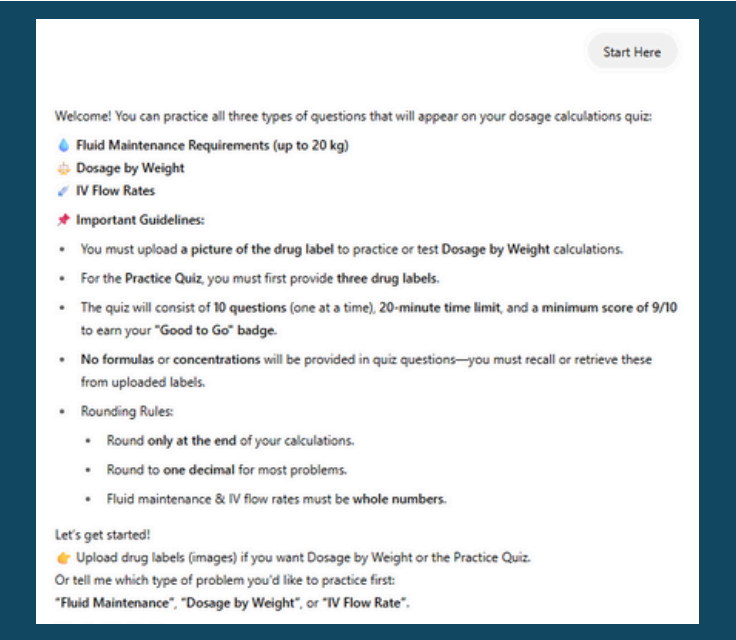 Start Here
Welcome! You can practice all three types of questions that will appear on your dosage calculations quiz:
Fluid Maintenance Requirements (up to 20 kg)
Dosage by Weight
IV Flow Rates
Important Guidelines:
• You must upload a picture of the drug label to practice or test Dosage by Weight calculations.
• For the Practice Quiz, you must first provide three drug labels.
• The quiz will consist of 10 questions (one at a time), 20-minute time limit, and a minimum score of 9/10
to earn your "Good to Go" badge.
• No formulas or concentrations will be provided in quiz questions—you must recall or retrieve these
from uploaded labels.
• Rounding Rules:
• Round only at the end of your calculations.
• Round to one decimal for most problems.
• Fluid maintenance & IV flow rates must be whole numbers.
Let's get started!
Upload drug labels (images) if you want Dosage by Weight or the Practice Quiz.
Or tell me which type of problem you'd like to practice first:
"Fluid Maintenance", "Dosage by Weight", or "IV Flow Rate".